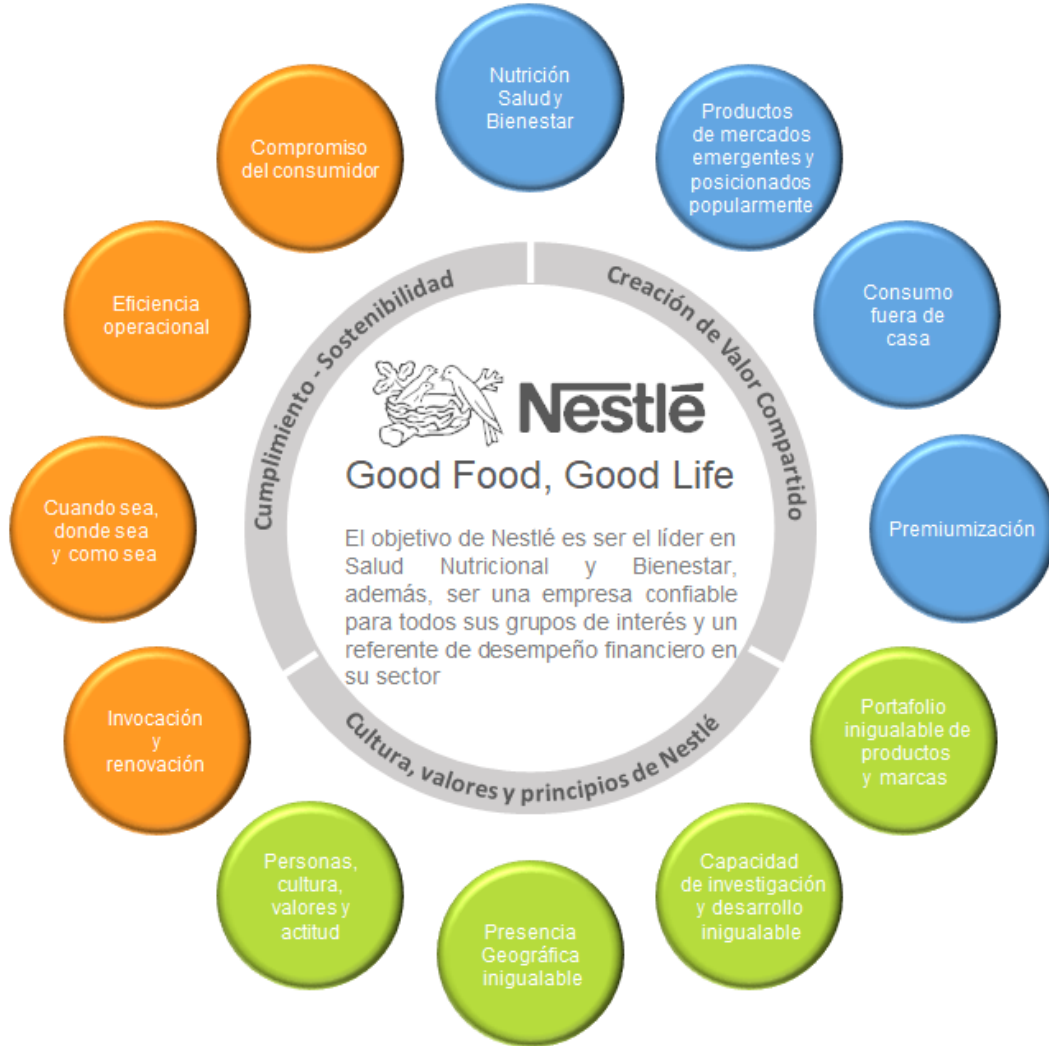 Nutrición
Salud y
Bienestar
Productos
de mercados
emergentes y
posicionados
popularmente
Consumo
fuera de
casa
Premiumización
Portafolio
inigualable de
productos
y marcas
Capacidad
de investigación
y desarrollo
inigualable
Presencia
Geográfica
inigualable
Personas,
cultura,
valores y
actitud
Invocación
y
renovación
Cuando sea,
donde sea
y como sea
Eficiencia
operacional
Compromiso
del consumidor
Cumplimiento - Sostenibilidad
Creación de Valor Compartido
Cultura, valores y principios de Nestlé
Nestlé
Good Food, Good Life
El objetivo de Nestlé es ser el líder en
Salud Nutricional y Bienestar,
además, ser una empresa confiable
para todos sus grupos de interés y un
referente de desempeño financiero en
su sector